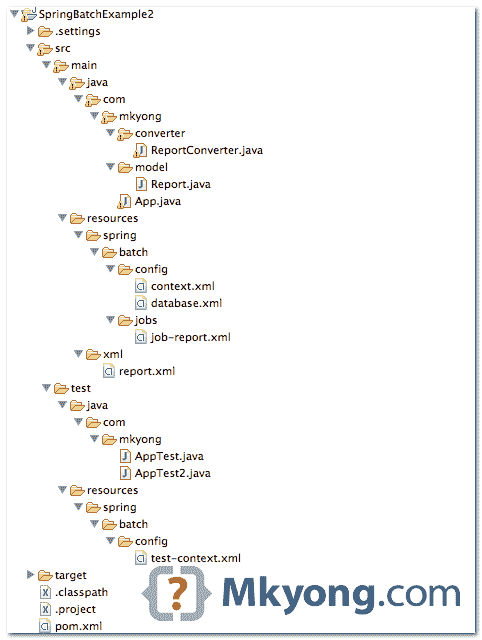 SpringBatchExample2
.settings
src
main
java
com
mkyong
converter
ReportConverter.java
model
Report.java
App.java
resources
spring
batch
config
context.xml
database.xml
jobs
job-report.xml
xml
report.xml
test
java
com
mkyong
AppTest.java
AppTest2.java
resources
spring
batch
config
test-context.xml
target
.classpath
.project
pom.xml
{?} Mkyong.com